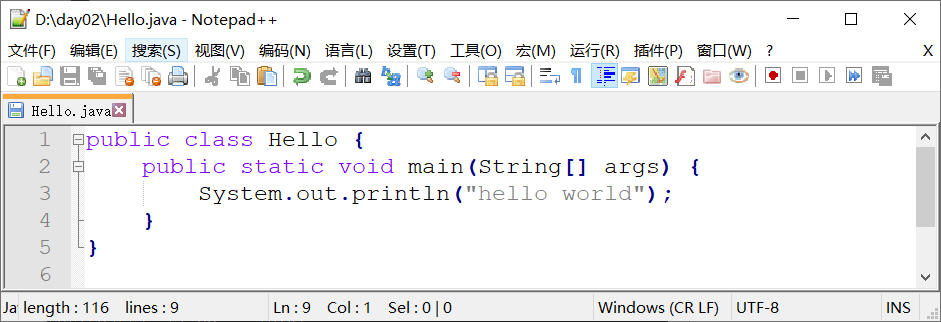 D:\day02\Hello.java - Notepad++
文件(F) 编辑(E) 搜索(S) 视图(V) 编码(N) 语言(L) 设置(T) 工具(O) 宏(M) 运行(R) 插件(P) 窗口(W) ? X
Hello.java
1 public class Hello {
2 public static void main(String[] args) {
3 System.out.println("hello world");
4 }
5 }
6
Ja length : 116 lines : 9 Ln : 9 Col : 1 Sel : 0 | 0 Windows (CR LF) UTF-8 INS